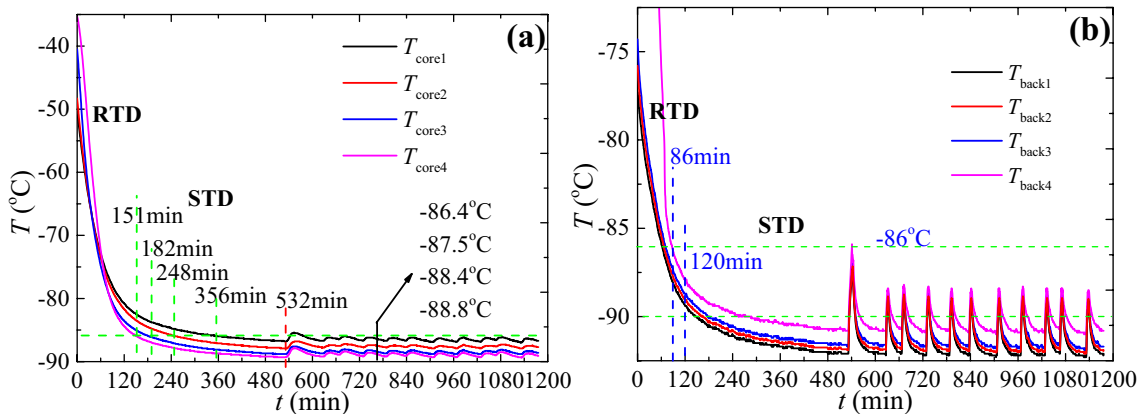 (a)
T_core1
T_core2
T_core3
T_core4
RTD
STD
151min
182min
248min
356min
532min
-86.4°C
-87.5°C
-88.4°C
-88.8°C
T (°C)
-40
-50
-60
-70
-80
-90
0 120 240 360 480 600 720 840 960 1080 1200
t (min)
(b)
T_back1
T_back2
T_back3
T_back4
RTD
86min
STD
-86°C
120min
T (°C)
-75
-80
-85
-90
0 120 240 360 480 600 720 840 960 1080 1200
t (min)